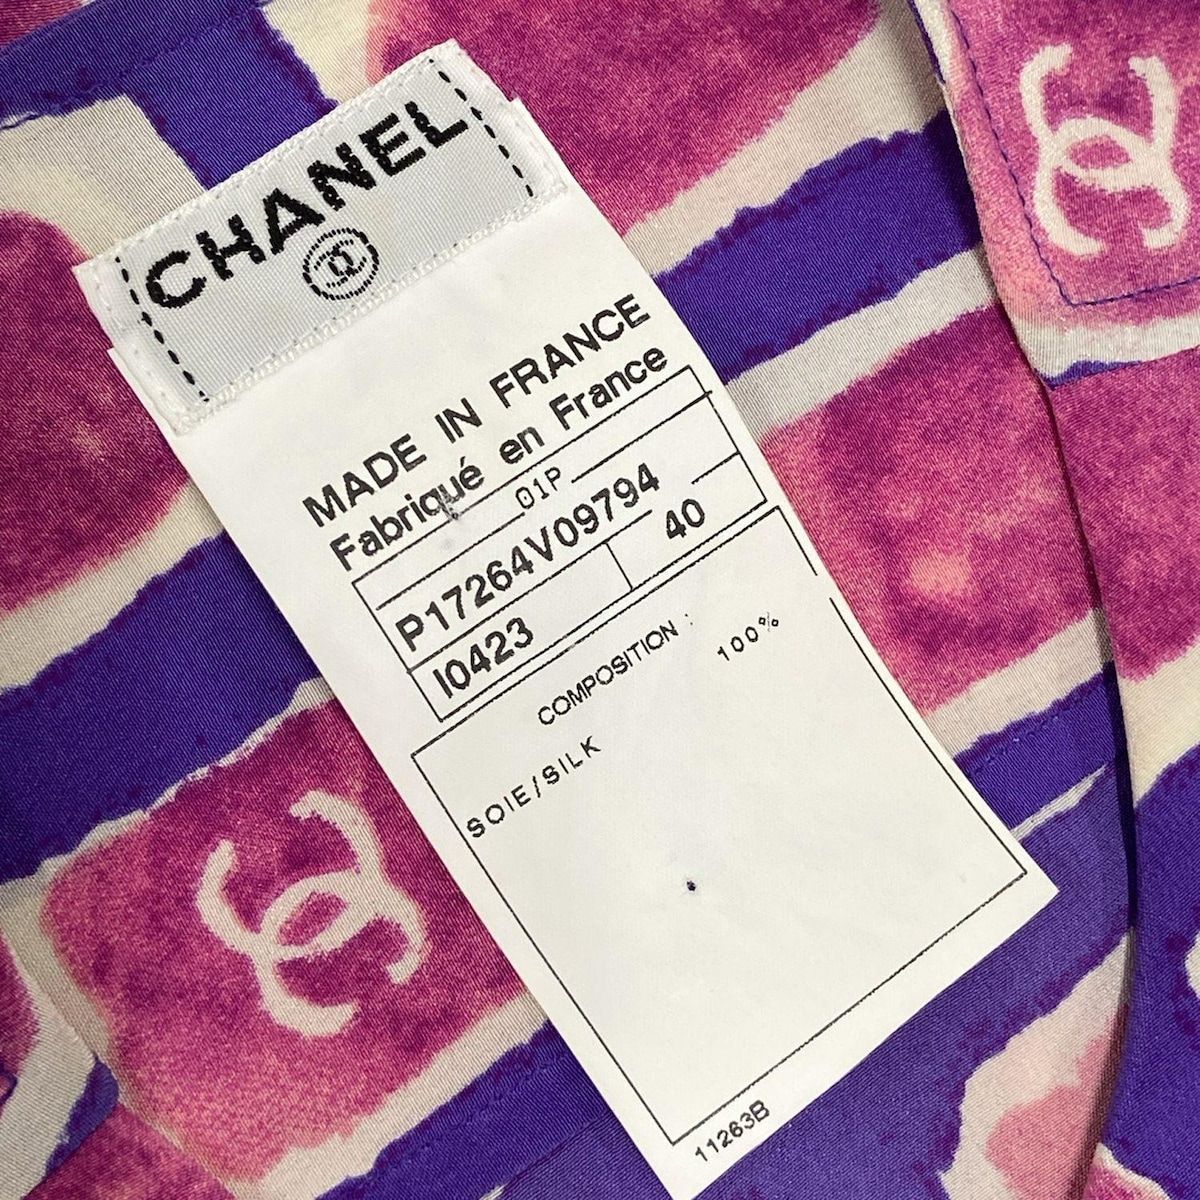 CHANEL
MADE IN FRANCE
Fabriqué en France
01P
P17264V09794
I0423 40
COMPOSITION :
100%
SOIE/SILK
11263B